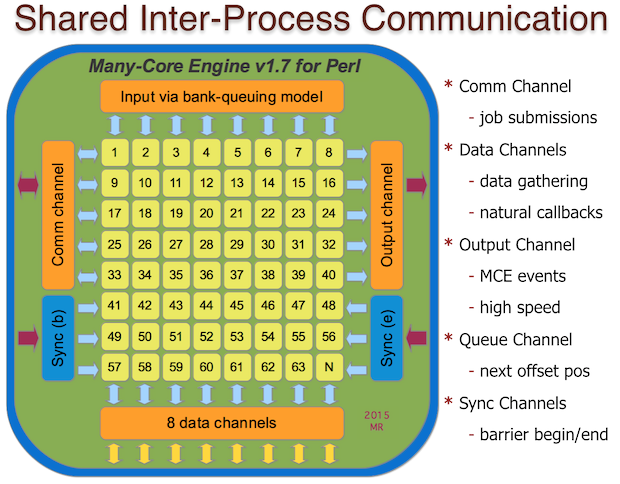 Shared Inter-Process Communication
Many-Core Engine v1.7 for Perl
Input via bank-queuing model
Comm channel
Sync (b)
1 2 3 4 5 6 7 8
9 10 11 12 13 14 15 16
17 18 19 20 21 22 23 24
25 26 27 28 29 30 31 32
33 34 35 36 37 38 39 40
41 42 43 44 45 46 47 48
49 50 51 52 53 54 55 56
57 58 59 60 61 62 63 N
Output channel
Sync (e)
8 data channels
2015
MR
* Comm Channel
- job submissions
* Data Channels
- data gathering
- natural callbacks
* Output Channel
- MCE events
- high speed
* Queue Channel
- next offset pos
* Sync Channels
- barrier begin/end